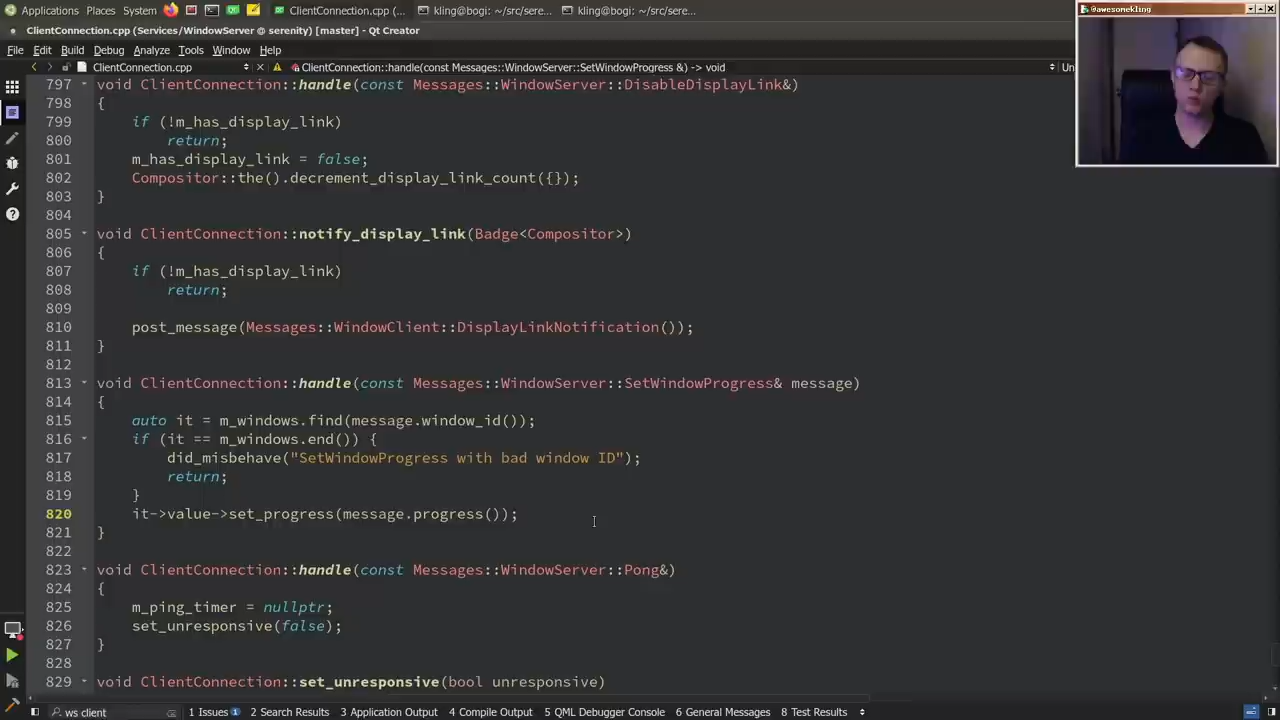 Applications Places System ClientConnection.cpp (... kling@bogi: ~/src/sere... kling@bogi: ~/src/sere...
@awesomekling
ClientConnection.cpp (Services/WindowServer @ serenity) [master] - Qt Creator
File Edit Build Debug Analyze Tools Window Help
ClientConnection.cpp ClientConnection::handle(const Messages::WindowServer::SetWindowProgress &) -> void Un
797 void ClientConnection::handle(const Messages::WindowServer::DisableDisplayLink&)
798 {
799 if (!m_has_display_link)
800 return;
801 m_has_display_link = false;
802 Compositor::the().decrement_display_link_count({});
803 }
804
805 void ClientConnection::notify_display_link(Badge<Compositor>)
806 {
807 if (!m_has_display_link)
808 return;
809
810 post_message(Messages::WindowClient::DisplayLinkNotification());
811 }
812
813 void ClientConnection::handle(const Messages::WindowServer::SetWindowProgress& message)
814 {
815 auto it = m_windows.find(message.window_id());
816 if (it == m_windows.end()) {
817 did_misbehave("SetWindowProgress with bad window ID");
818 return;
819 }
820 it->value->set_progress(message.progress());
821 }
822
823 void ClientConnection::handle(const Messages::WindowServer::Pong&)
824 {
825 m_ping_timer = nullptr;
826 set_unresponsive(false);
827 }
828
829 void ClientConnection::set_unresponsive(bool unresponsive)
ws client 1 Issues 1 2 Search Results 3 Application Output 4 Compile Output 5 QML Debugger Console 6 General Messages 8 Test Results